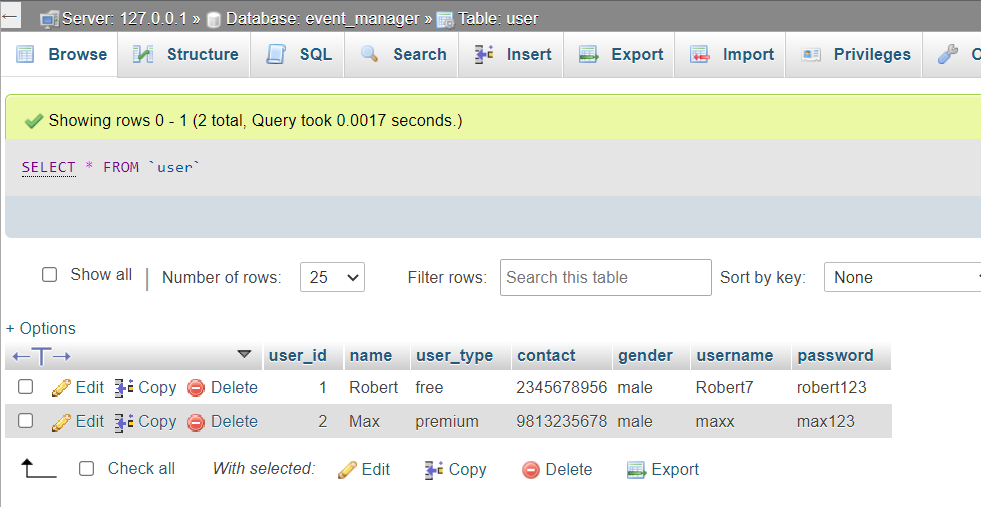 Server: 127.0.0.1 » Database: event_manager » Table: user
Browse Structure SQL Search Insert Export Import Privileges
Showing rows 0 - 1 (2 total, Query took 0.0017 seconds.)
SELECT * FROM `user`
Show all | Number of rows: 25 Filter rows: Search this table Sort by key: None
+ Options
←T→ user_id name user_type contact gender username password
Edit Copy Delete 1 Robert free 2345678956 male Robert7 robert123
Edit Copy Delete 2 Max premium 9813235678 male maxx max123
Check all With selected: Edit Copy Delete Export